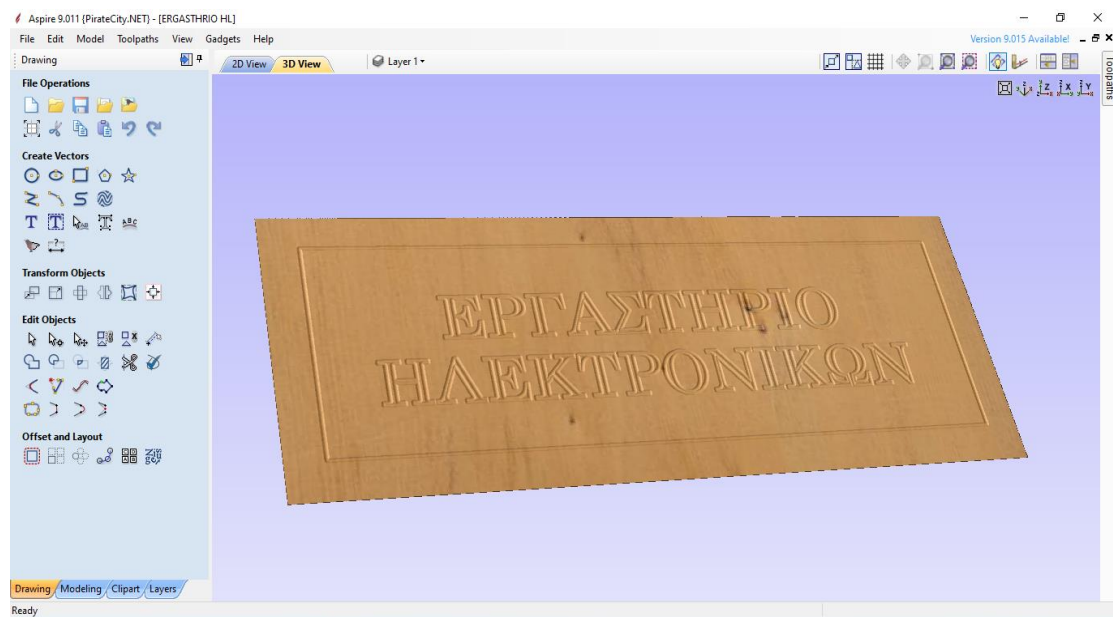 Aspire 9.011 {PirateCity.NET} - [ERGASTHRIO HL]
File Edit Model Toolpaths View Gadgets Help
Version 9.015 Available!
Drawing
2D View 3D View Layer 1
Toolpaths
File Operations
Create Vectors
Transform Objects
Edit Objects
Offset and Layout
ΕΡΓΑΣΤΗΡΙΟ
ΗΛΕΚΤΡΟΝΙΚΩΝ
Drawing Modeling Clipart Layers
Ready